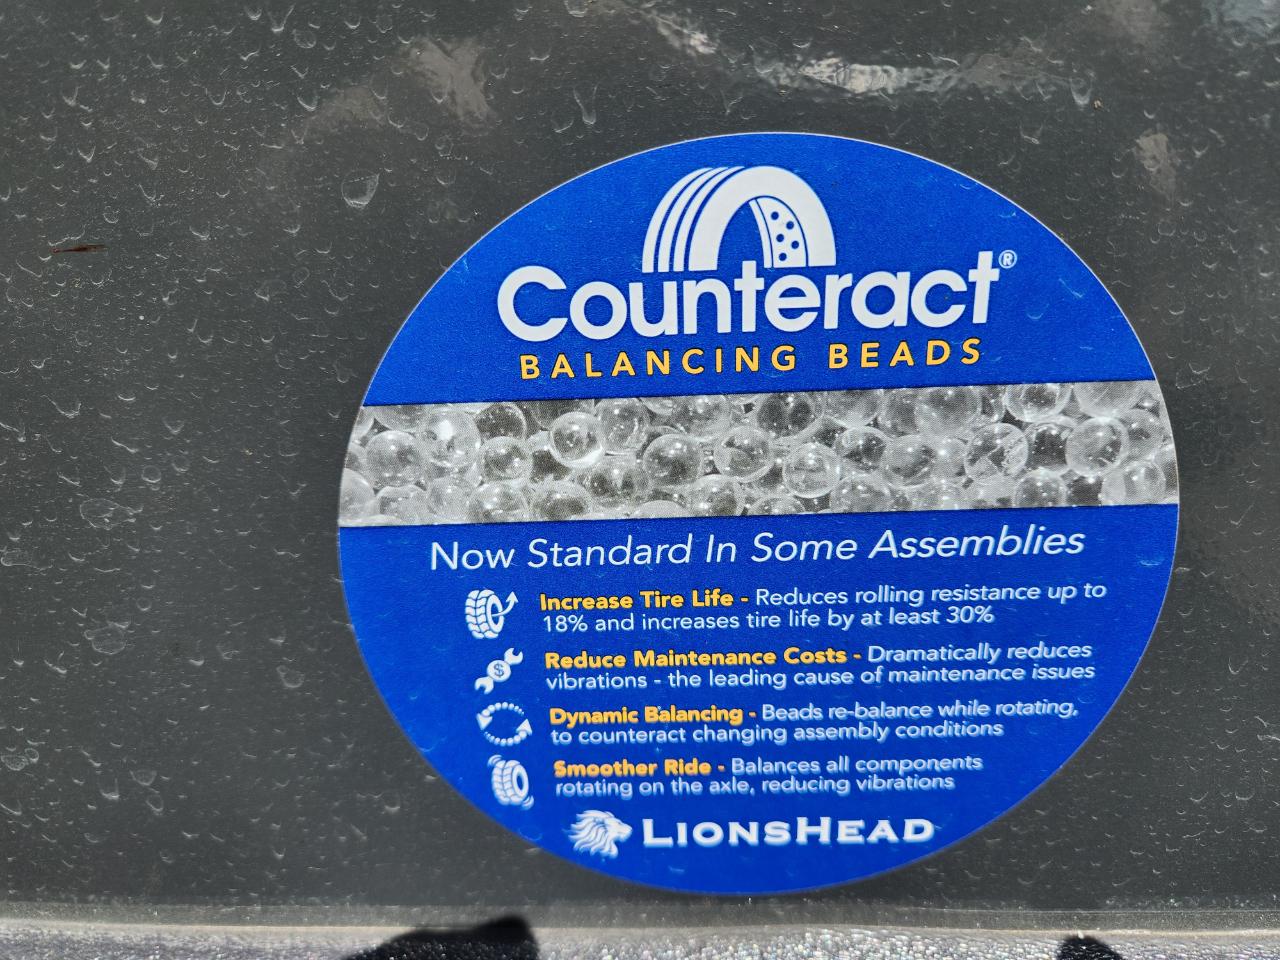 Counteract®
BALANCING BEADS
Now Standard In Some Assemblies
Increase Tire Life - Reduces rolling resistance up to
18% and increases tire life by at least 30%
$
Reduce Maintenance Costs - Dramatically reduces
vibrations - the leading cause of maintenance issues
Dynamic Balancing - Beads re-balance while rotating,
to counteract changing assembly conditions
Smoother Ride - Balances all components
rotating on the axle, reducing vibrations
LIONSHEAD